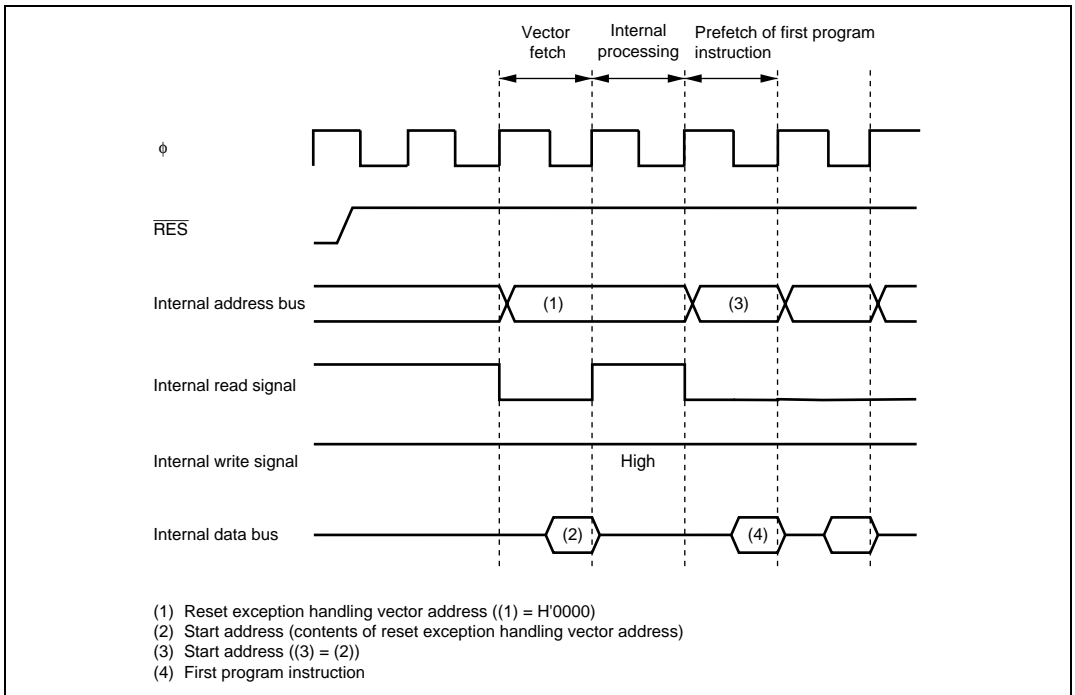 Vector fetch
Internal processing
Prefetch of first program instruction
ϕ
RES
Internal address bus
(1)
(3)
Internal read signal
Internal write signal
High
Internal data bus
(2)
(4)
(1) Reset exception handling vector address ((1) = H'0000)
(2) Start address (contents of reset exception handling vector address)
(3) Start address ((3) = (2))
(4) First program instruction